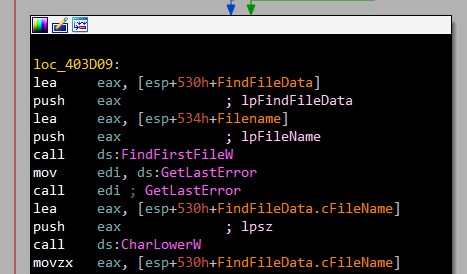 loc_403D09:
lea eax, [esp+530h+FindFileData]
push eax ; lpFindFileData
lea eax, [esp+534h+Filename]
push eax ; lpFileName
call ds:FindFirstFileW
mov edi, ds:GetLastError
call edi ; GetLastError
lea eax, [esp+530h+FindFileData.cFileName]
push eax ; lpsz
call ds:CharLowerW
movzx eax, [esp+530h+FindFileData.cFileName]